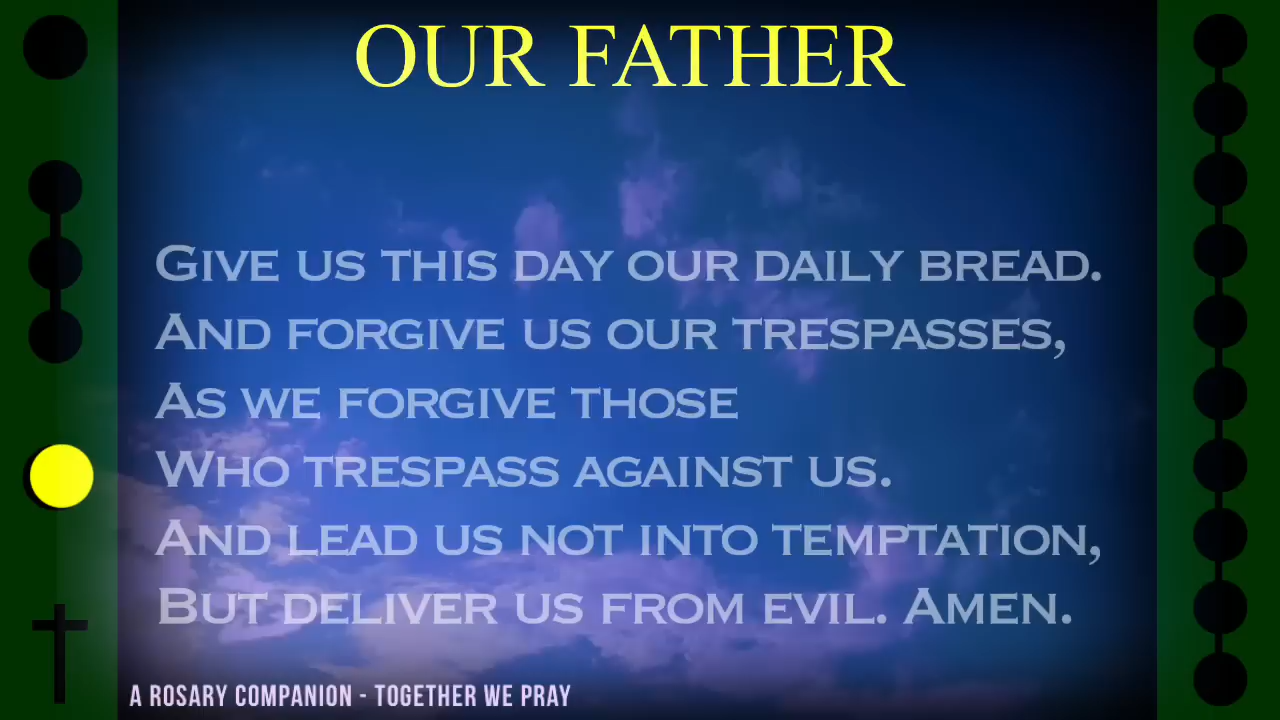 OUR FATHER
GIVE US THIS DAY OUR DAILY BREAD.
AND FORGIVE US OUR TRESPASSES,
AS WE FORGIVE THOSE
WHO TRESPASS AGAINST US.
AND LEAD US NOT INTO TEMPTATION,
BUT DELIVER US FROM EVIL. AMEN.
A ROSARY COMPANION - TOGETHER WE PRAY